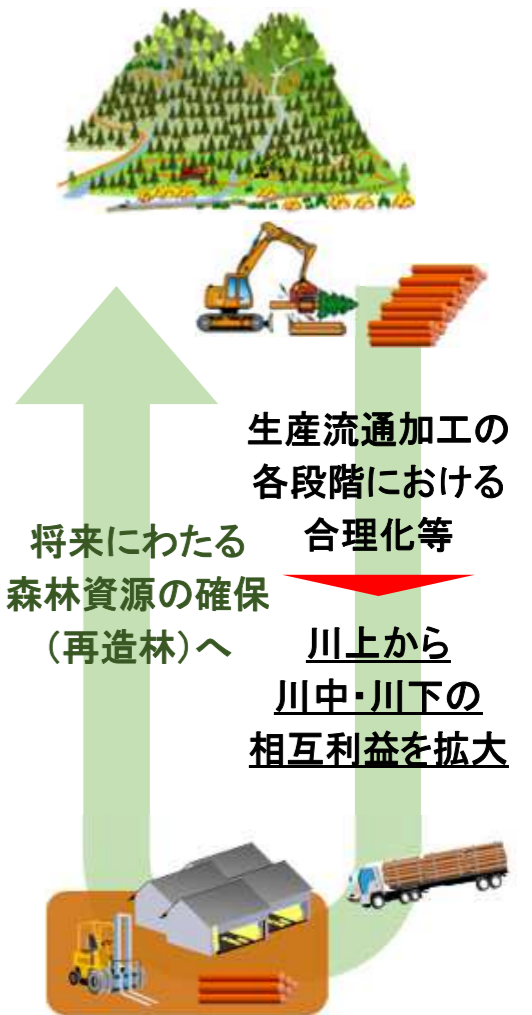 生産流通加工の
各段階における
合理化等
川上から
川中・川下の
相互利益を拡大
将来にわたる
森林資源の確保
（再造林）へ